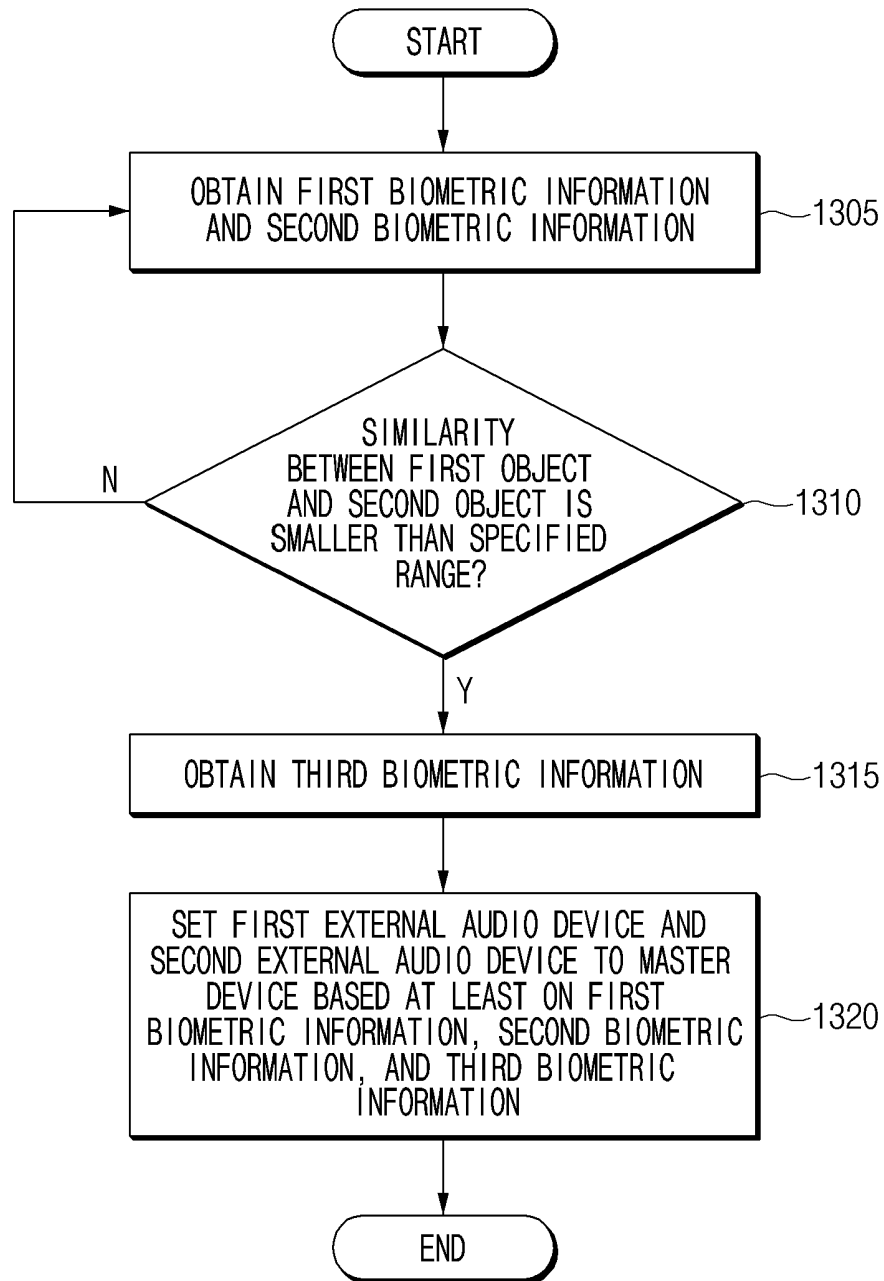 START
OBTAIN FIRST BIOMETRIC INFORMATION
AND SECOND BIOMETRIC INFORMATION
1305
SIMILARITY
BETWEEN FIRST OBJECT
AND SECOND OBJECT IS
SMALLER THAN SPECIFIED
RANGE?
N
1310
Y
OBTAIN THIRD BIOMETRIC INFORMATION
1315
SET FIRST EXTERNAL AUDIO DEVICE AND
SECOND EXTERNAL AUDIO DEVICE TO MASTER
DEVICE BASED AT LEAST ON FIRST
BIOMETRIC INFORMATION, SECOND BIOMETRIC
INFORMATION, AND THIRD BIOMETRIC
INFORMATION
1320
END